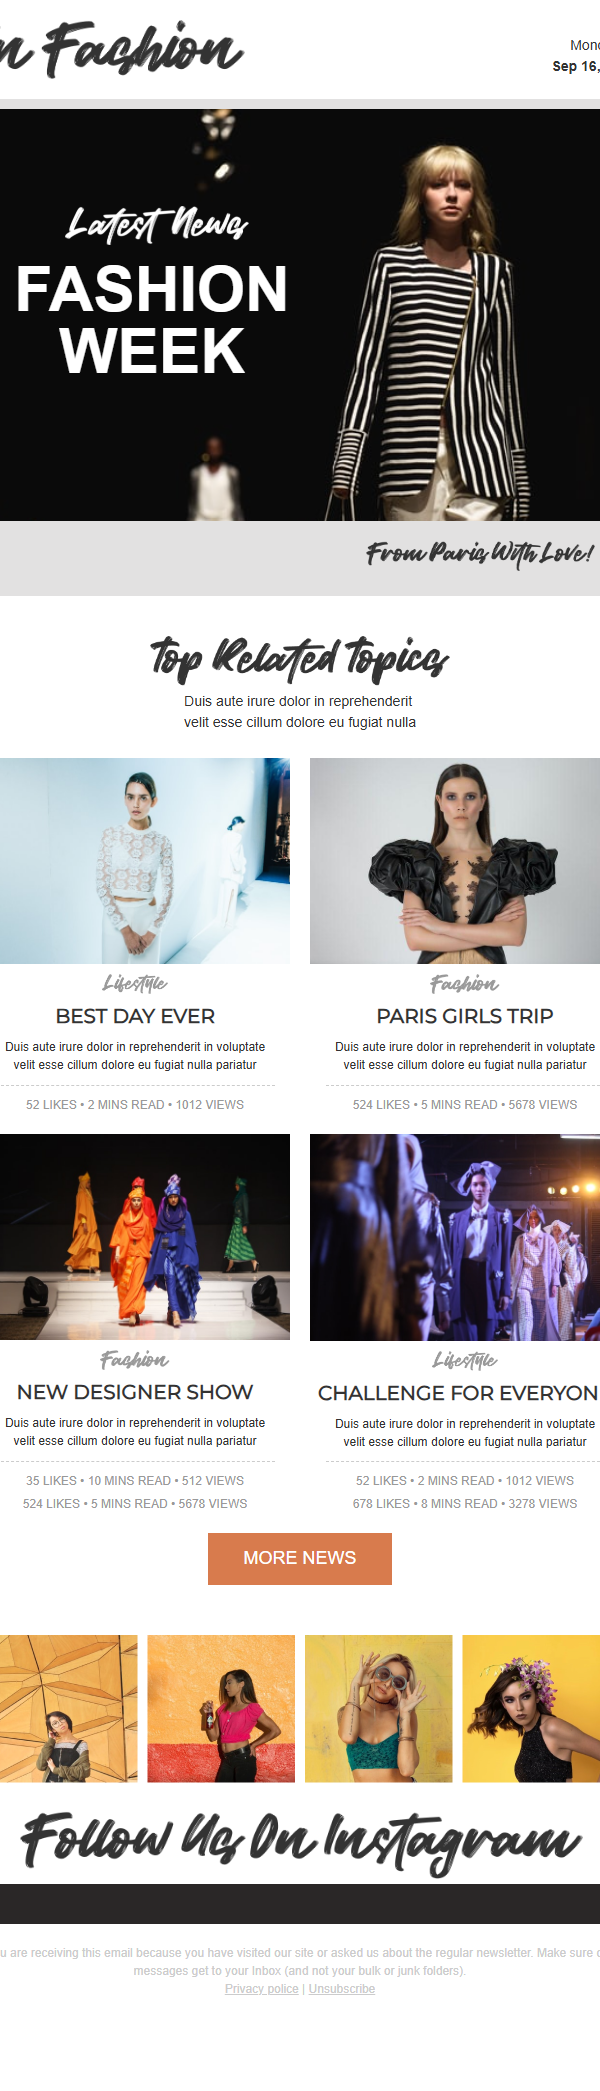 Fashion
Sep 16,
Latest News
FASHION
WEEK
From Paris With Love!
Top Related Topics
Duis aute irure dolor in reprehenderit
velit esse cillum dolore eu fugiat nulla
Lifestyle
Fashion
BEST DAY EVER
PARIS GIRLS TRIP
Duis aute irure dolor in reprehenderit in voluptate
velit esse cillum dolore eu fugiat nulla pariatur
Duis aute irure dolor in reprehenderit in voluptate
velit esse cillum dolore eu fugiat nulla pariatur
52 LIKES • 2 MINS READ • 1012 VIEWS
524 LIKES • 5 MINS READ • 5678 VIEWS
Fashion
Lifestyle
NEW DESIGNER SHOW
CHALLENGE FOR EVERYON
Duis aute irure dolor in reprehenderit in voluptate
velit esse cillum dolore eu fugiat nulla pariatur
Duis aute irure dolor in reprehenderit in voluptate
velit esse cillum dolore eu fugiat nulla pariatur
35 LIKES • 10 MINS READ • 512 VIEWS
524 LIKES • 5 MINS READ • 5678 VIEWS
52 LIKES • 2 MINS READ • 1012 VIEWS
678 LIKES • 8 MINS READ • 3278 VIEWS
MORE NEWS
Follow Us On Instagram
u are receiving this email because you have visited our site or asked us about the regular newsletter. Make sure
messages get to your Inbox (and not your bulk or junk folders).
Privacy police | Unsubscribe